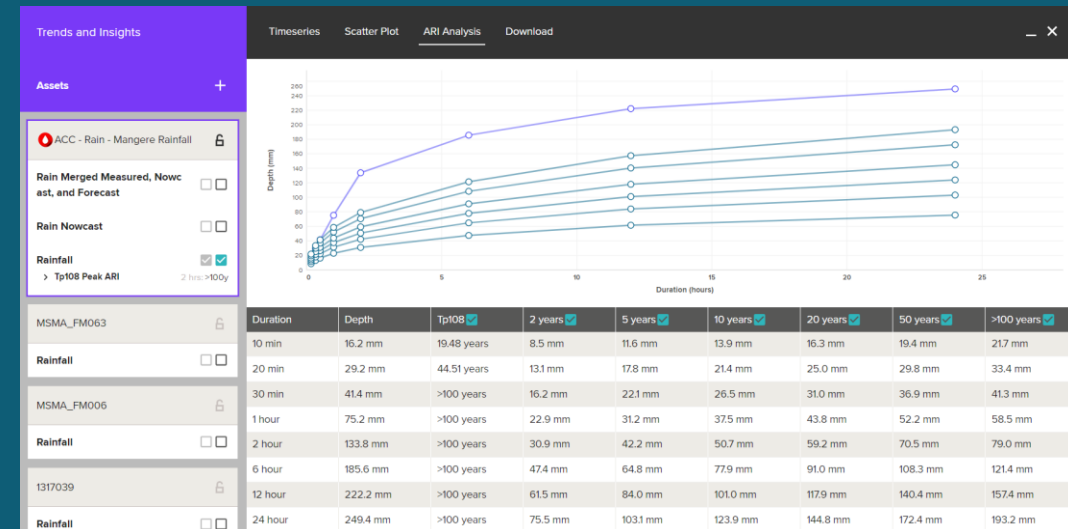 Trends and Insights
Timeseries Scatter Plot ARI Analysis Download
Assets +
ACC - Rain - Mangere Rainfall
Rain Merged Measured, Nowc
ast, and Forecast
Rain Nowcast
Rainfall
> Tp108 Peak ARI 2 hrs: >100y
MSMA_FM063
Rainfall
MSMA_FM006
Rainfall
1317039
Rainfall
Depth (mm)
260
240
220
200
180
160
140
120
100
80
60
40
20
0
0 5 10 15 20 25
Duration (hours)
Duration Depth Tp108 2 years 5 years 10 years 20 years 50 years >100 years
10 min 16.2 mm 19.48 years 8.5 mm 11.6 mm 13.9 mm 16.3 mm 19.4 mm 21.7 mm
20 min 29.2 mm 44.51 years 13.1 mm 17.8 mm 21.4 mm 25.0 mm 29.8 mm 33.4 mm
30 min 41.4 mm >100 years 16.2 mm 22.1 mm 26.5 mm 31.0 mm 36.9 mm 41.3 mm
1 hour 75.2 mm >100 years 22.9 mm 31.2 mm 37.5 mm 43.8 mm 52.2 mm 58.5 mm
2 hour 133.8 mm >100 years 30.9 mm 42.2 mm 50.7 mm 59.2 mm 70.5 mm 79.0 mm
6 hour 185.6 mm >100 years 47.4 mm 64.8 mm 77.9 mm 91.0 mm 108.3 mm 121.4 mm
12 hour 222.2 mm >100 years 61.5 mm 84.0 mm 101.0 mm 117.9 mm 140.4 mm 157.4 mm
24 hour 249.4 mm >100 years 75.5 mm 103.1 mm 123.9 mm 144.8 mm 172.4 mm 193.2 mm